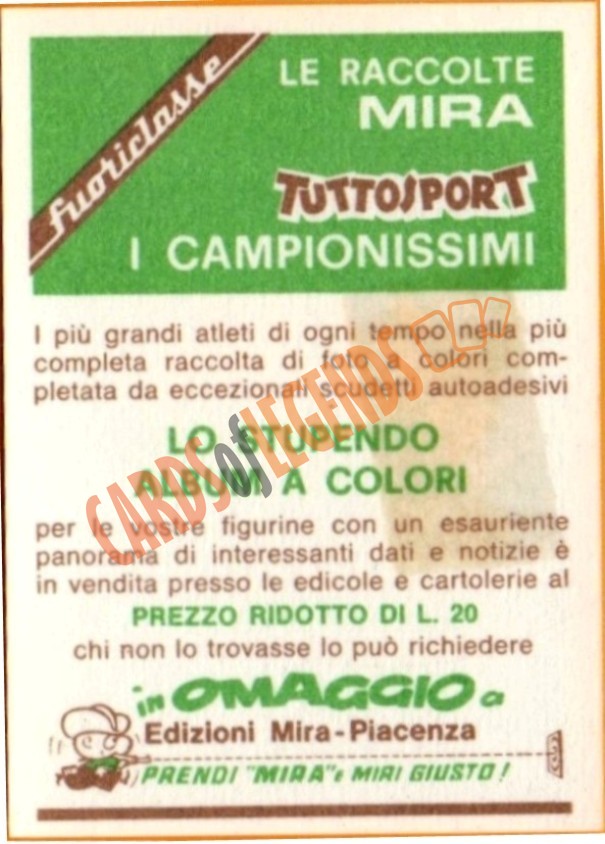 fuoriclasse
LE RACCOLTE
MIRA
TUTTOSPORT
I CAMPIONISSIMI
I più grandi atleti di ogni tempo nella più
completa raccolta di foto a colori com-
pletata da eccezionali scudetti autoadesivi
LO STUPENDO
ALBUM A COLORI
per le vostre figurine con un esauriente
panorama di interessanti dati e notizie è
in vendita presso le edicole e cartolerie al
PREZZO RIDOTTO DI L. 20
chi non lo trovasse lo può richiedere
in OMAGGIO a
Edizioni Mira-Piacenza
PRENDI "MIRA" e MIRI GIUSTO!
CARDS of LEGENDS